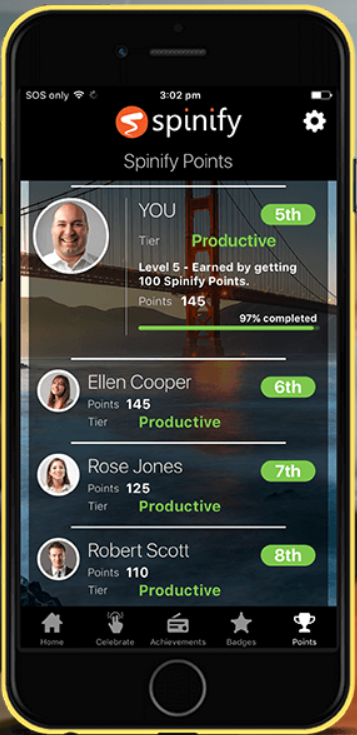 SOS only 3:02 pm
spinify
Spinify Points
YOU 5th
Tier Productive
Level 5 - Earned by getting
100 Spinify Points.
Points 145
97% completed
Ellen Cooper 6th
Points 145
Tier Productive
Rose Jones 7th
Points 125
Tier Productive
Robert Scott 8th
Points 110
Tier Productive
Home Celebrate Achievements Badges Points